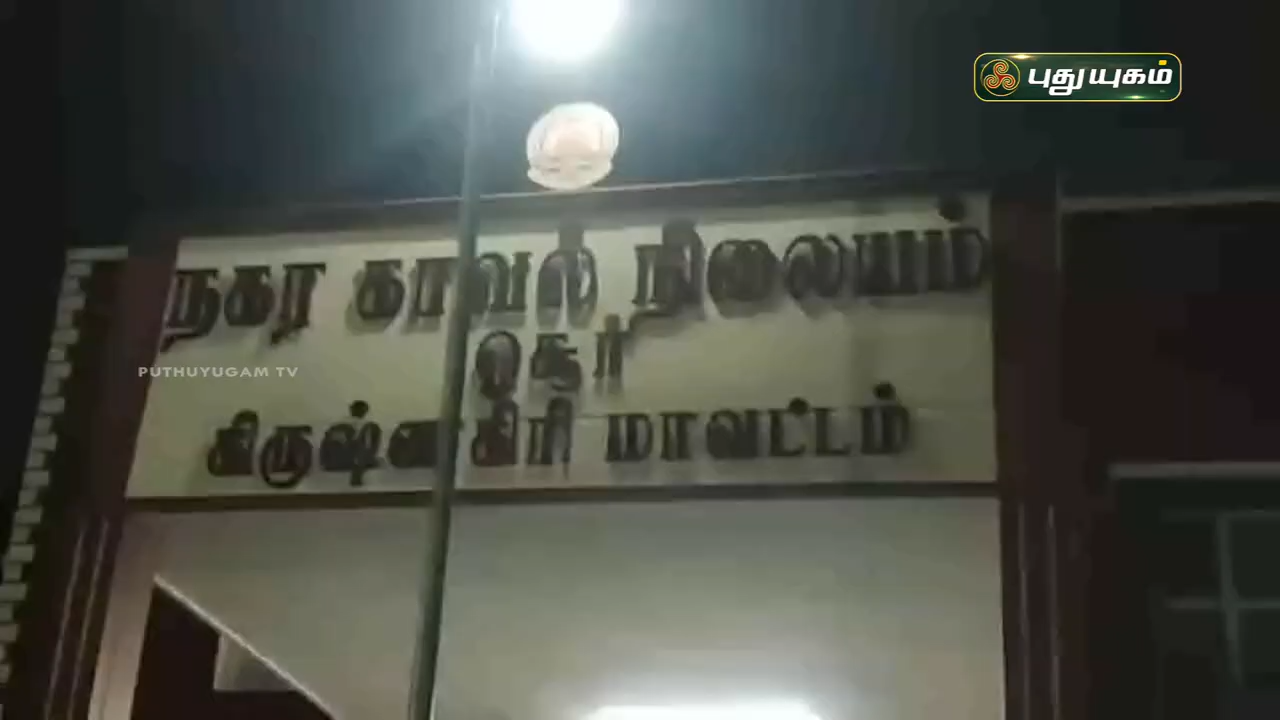 புதுயுகம்
நகர காவல் நிலையம்
ஓசூர்
PUTHUYUGAM TV
கிருஷ்ணகிரி மாவட்டம்